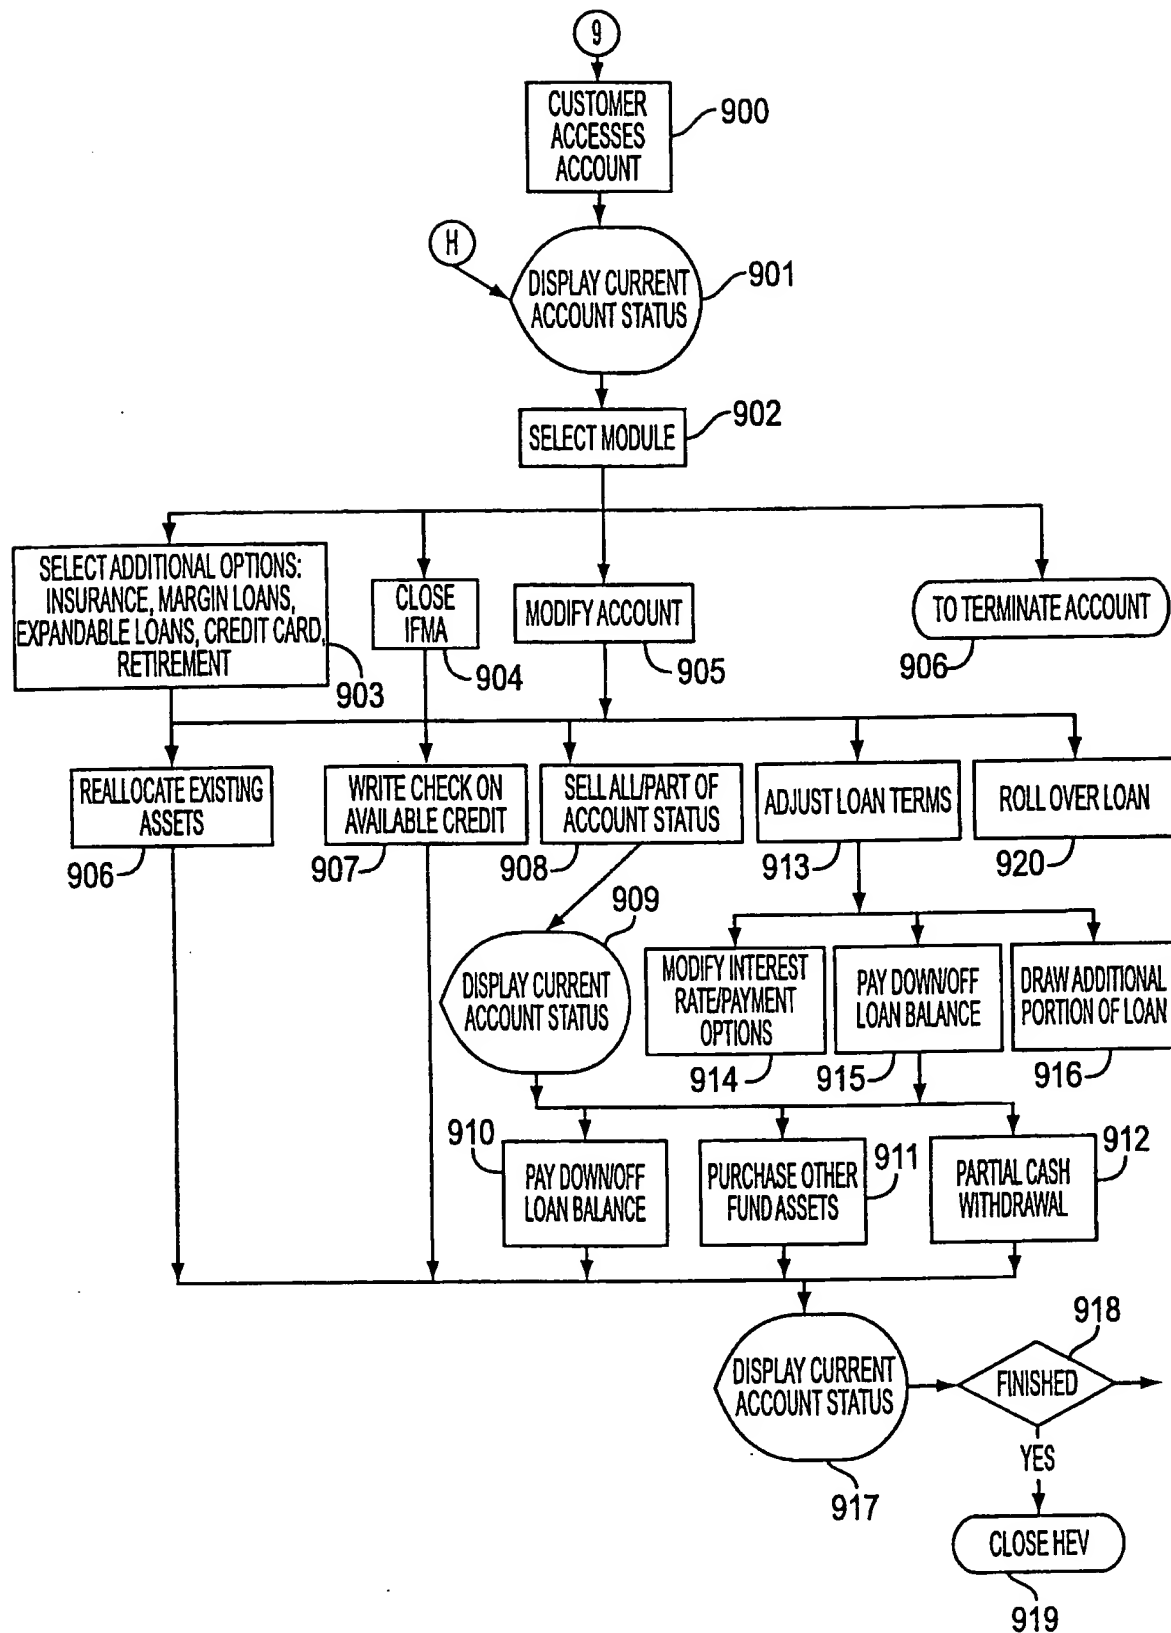 9
CUSTOMER
ACCESSES
ACCOUNT
900
H
DISPLAY CURRENT
ACCOUNT STATUS
901
SELECT MODULE
902
SELECT ADDITIONAL OPTIONS:
INSURANCE, MARGIN LOANS,
EXPANDABLE LOANS, CREDIT CARD,
RETIREMENT
903
CLOSE
IFMA
904
MODIFY ACCOUNT
905
TO TERMINATE ACCOUNT
906
REALLOCATE EXISTING
ASSETS
906
WRITE CHECK ON
AVAILABLE CREDIT
907
SELL ALL/PART OF
ACCOUNT STATUS
908
ADJUST LOAN TERMS
913
ROLL OVER LOAN
920
909
DISPLAY CURRENT
ACCOUNT STATUS
MODIFY INTEREST
RATE/PAYMENT
OPTIONS
914
PAY DOWN/OFF
LOAN BALANCE
915
DRAW ADDITIONAL
PORTION OF LOAN
916
910
PAY DOWN/OFF
LOAN BALANCE
PURCHASE OTHER
FUND ASSETS
911
PARTIAL CASH
WITHDRAWAL
912
DISPLAY CURRENT
ACCOUNT STATUS
917
FINISHED
918
YES
CLOSE HEV
919